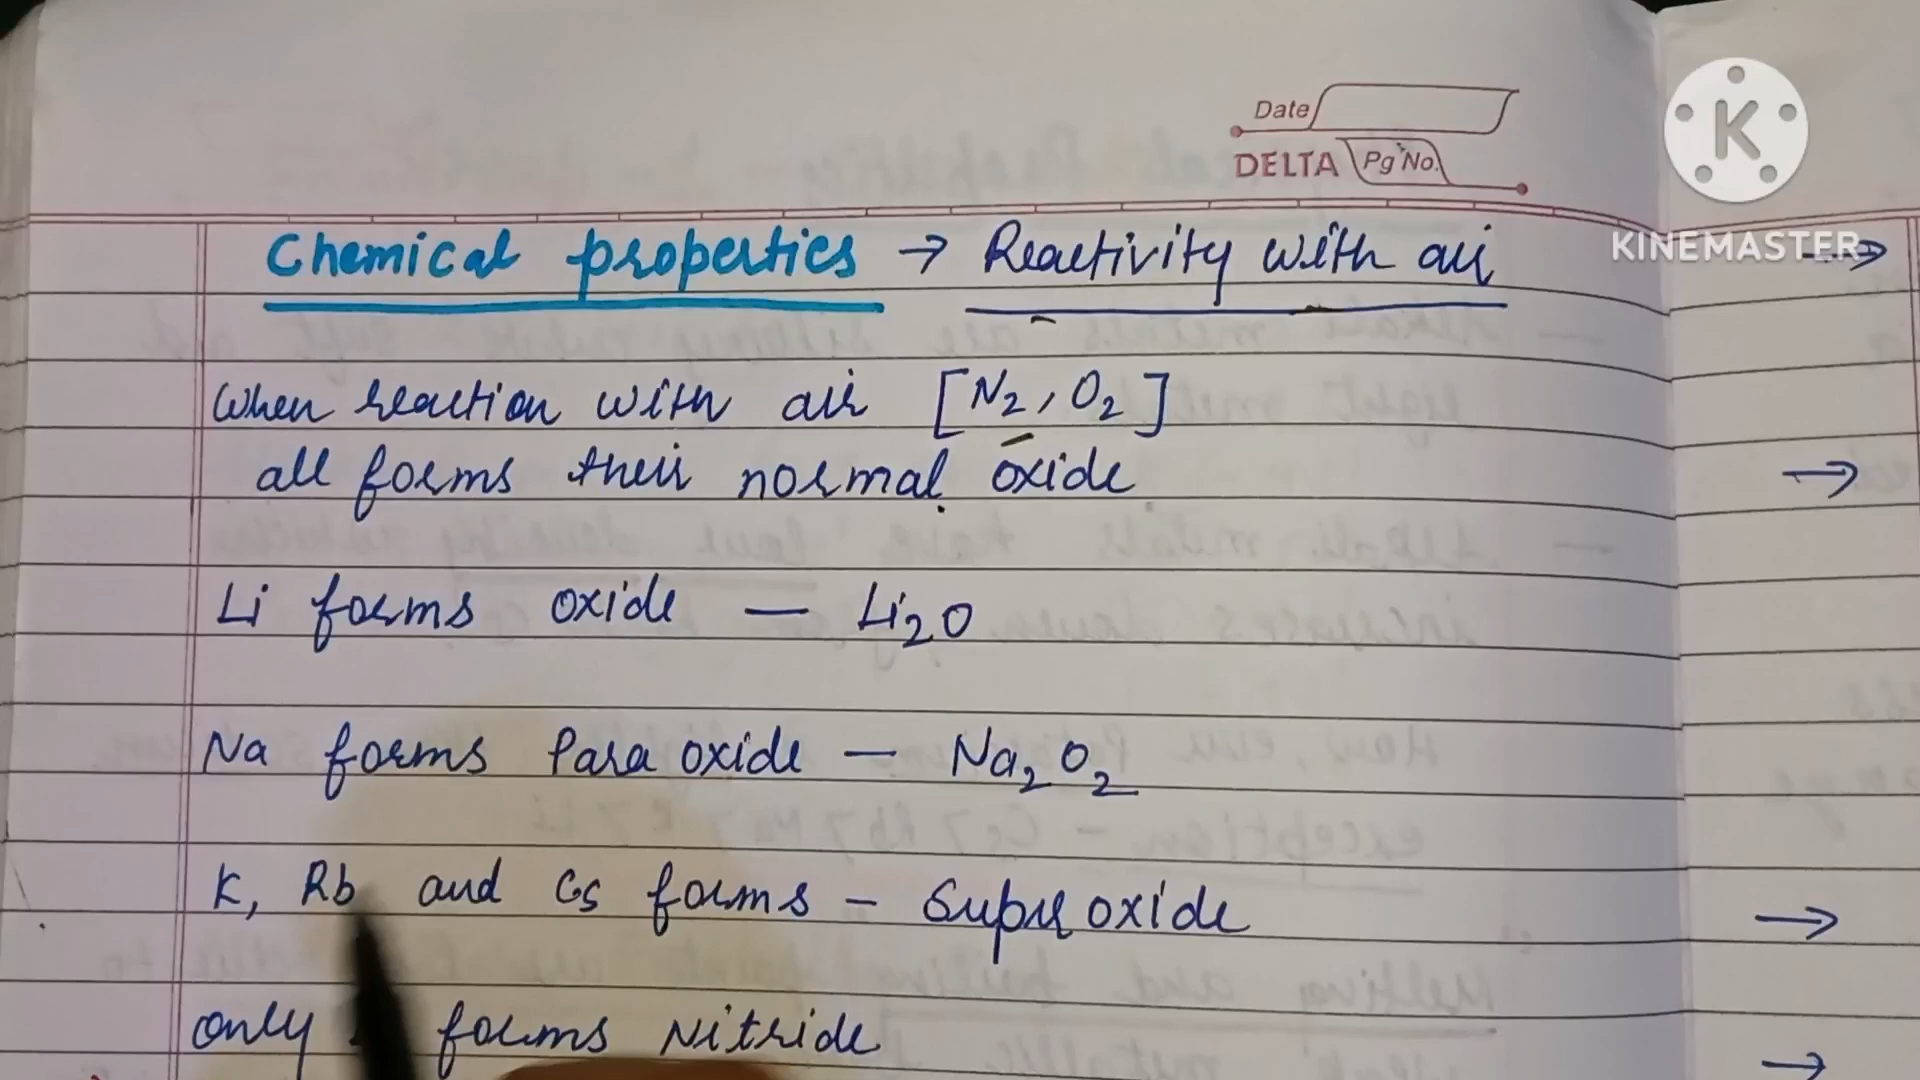 Date
DELTA Pg No.
K
KINEMASTER
Chemical properties → Reactivity with air
When reaction with air [N2, O2]
all forms their normal oxide
Li forms oxide — Li2O
Na forms Para oxide — Na2O2
K, Rb and Cs forms - Super oxide
only forms Nitride